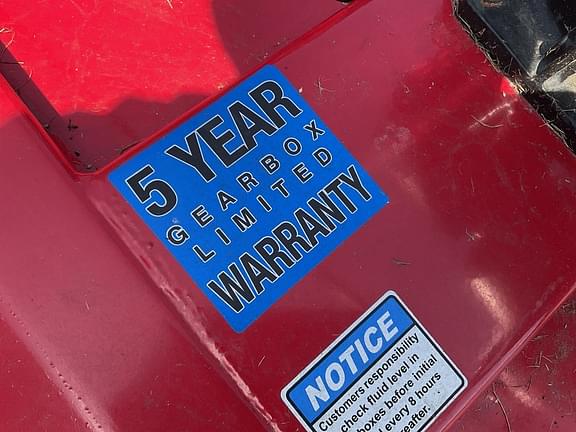 5 YEAR
GEARBOX
LIMITED
WARRANTY
NOTICE
Customers responsibility
check fluid level in
boxes before initial
every 8 hours